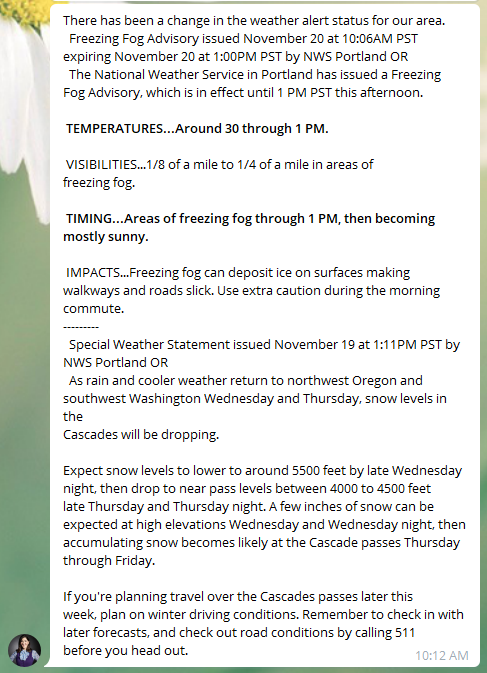 There has been a change in the weather alert status for our area.
Freezing Fog Advisory issued November 20 at 10:06AM PST
expiring November 20 at 1:00PM PST by NWS Portland OR
The National Weather Service in Portland has issued a Freezing
Fog Advisory, which is in effect until 1 PM PST this afternoon.
TEMPERATURES...Around 30 through 1 PM.
VISIBILITIES...1/8 of a mile to 1/4 of a mile in areas of
freezing fog.
TIMING...Areas of freezing fog through 1 PM, then becoming
mostly sunny.
IMPACTS...Freezing fog can deposit ice on surfaces making
walkways and roads slick. Use extra caution during the morning
commute.
---------
Special Weather Statement issued November 19 at 1:11PM PST by
NWS Portland OR
As rain and cooler weather return to northwest Oregon and
southwest Washington Wednesday and Thursday, snow levels in
the
Cascades will be dropping.
Expect snow levels to lower to around 5500 feet by late Wednesday
night, then drop to near pass levels between 4000 to 4500 feet
late Thursday and Thursday night. A few inches of snow can be
expected at high elevations Wednesday and Wednesday night, then
accumulating snow becomes likely at the Cascade passes Thursday
through Friday.
If you're planning travel over the Cascades passes later this
week, plan on winter driving conditions. Remember to check in with
later forecasts, and check out road conditions by calling 511
before you head out.
10:12 AM